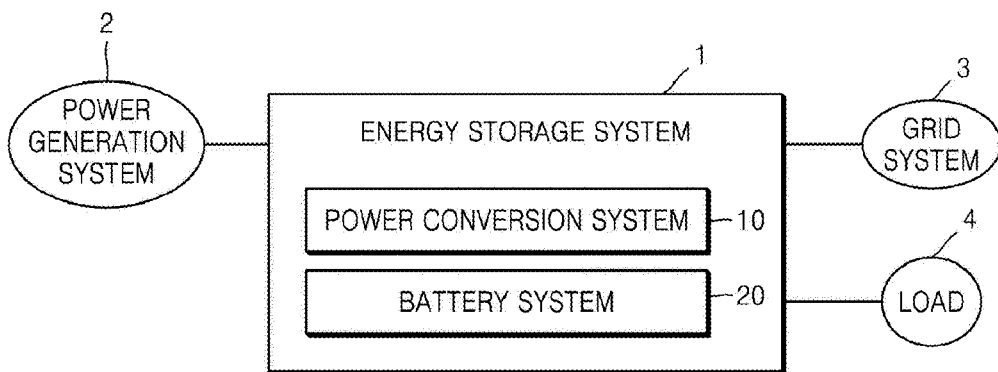 2
POWER
GENERATION
SYSTEM
1
ENERGY STORAGE SYSTEM
POWER CONVERSION SYSTEM
10
BATTERY SYSTEM
20
3
GRID
SYSTEM
4
LOAD